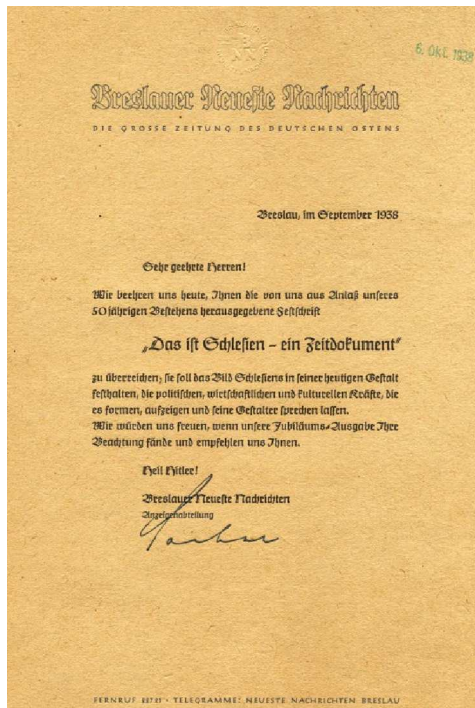 6. Okt. 1938
Breslauer Neueste Nachrichten
DIE GROSSE ZEITUNG DES DEUTSCHEN OSTENS
Breslau, im September 1938
Sehr geehrte Herren!
Wir beehren uns heute, Ihnen die von uns aus Anlaß unseres
50jährigen Bestehens herausgegebene Festschrift
„Das ist Schlesien – ein Zeitdokument"
zu überreichen; sie soll das Bild Schlesiens in seiner heutigen Gestalt
festhalten, die politischen, wirtschaftlichen und kulturellen Kräfte, die
es formen, aufzeigen und seine Gestalter sprechen lassen.
Wir würden uns freuen, wenn unsere Jubiläums-Ausgabe Ihre
Beachtung fände und empfehlen uns Ihnen.
Heil Hitler!
Breslauer Neueste Nachrichten
Anzeigenabteilung
FERNRUF · TELEGRAMME: NEUESTE NACHRICHTEN BRESLAU